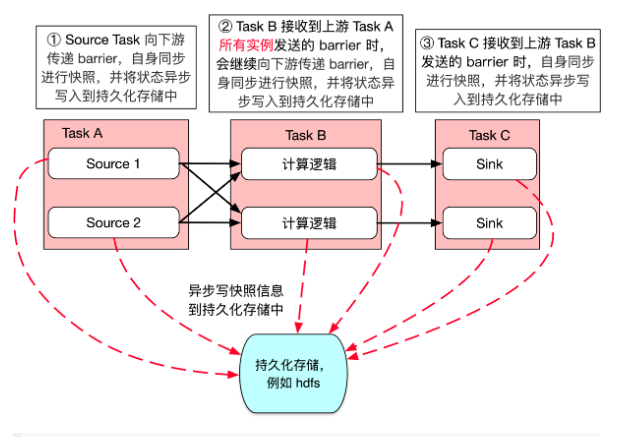 ① Source Task 向下游
传递 barrier，自身同步
进行快照，并将状态异步
写入到持久化存储中
② Task B 接收到上游 Task A
所有实例发送的 barrier 时，
会继续向下游传递 barrier，自
身同步进行快照，并将状态异
步写入到持久化存储中
③ Task C 接收到上游 Task B
发送的 barrier 时，自身同
步进行快照，并将状态异步写
入到持久化存储中
Task A
Task B
Task C
Source 1
计算逻辑
Sink
Source 2
计算逻辑
Sink
异步写快照信息
到持久化存储中
持久化存储，
例如 hdfs